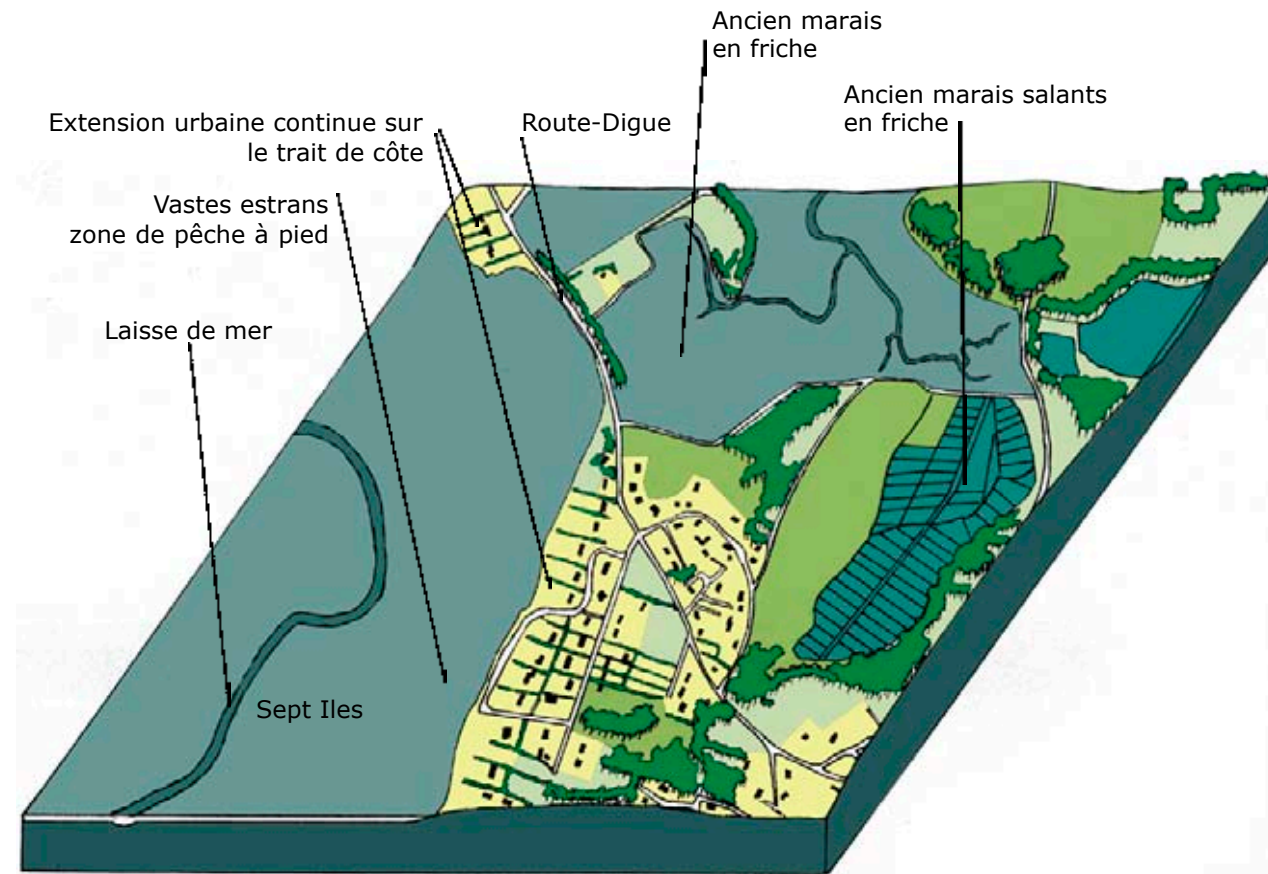 Ancien marais
en friche
Ancien marais salants
en friche
Extension urbaine continue sur
le trait de côte
Route-Digue
Vastes estrans
zone de pêche à pied
Laisse de mer
Sept Iles